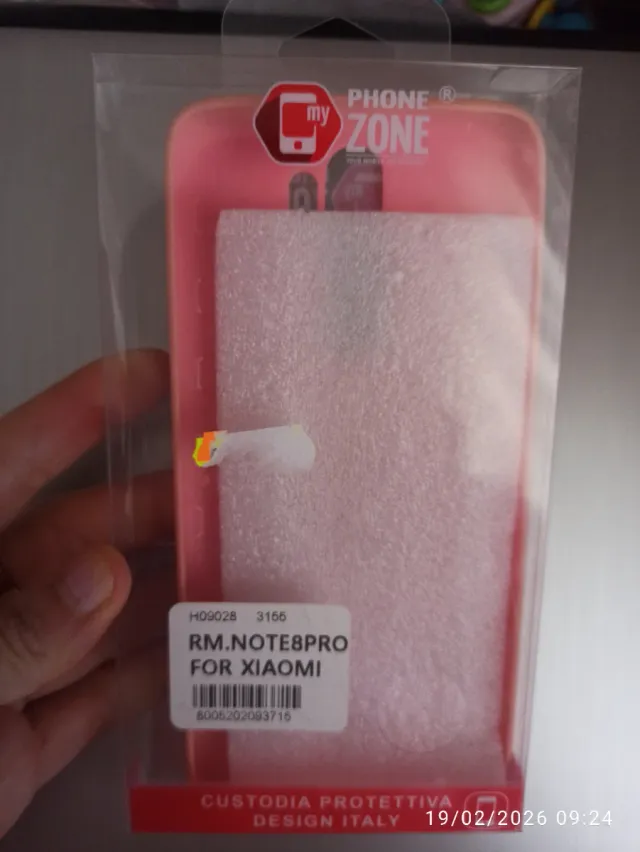 my
PHONE ®
ZONE
H09028 3155
RM.NOTE8PRO
FOR XIAOMI
8005202093715
CUSTODIA PROTETTIVA
DESIGN ITALY
19/02/2026 09:24